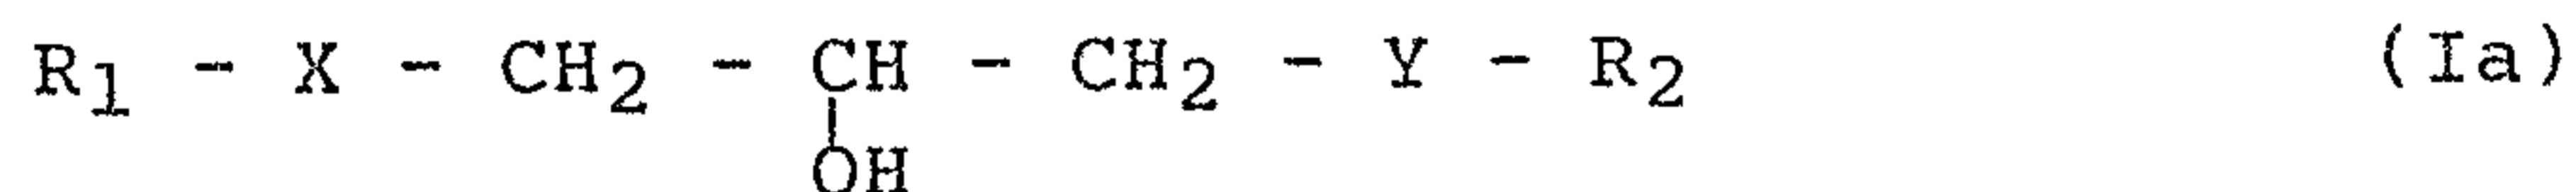 R1 - X - CH2 - CH - CH2 - Y - R2 (Ia)
OH